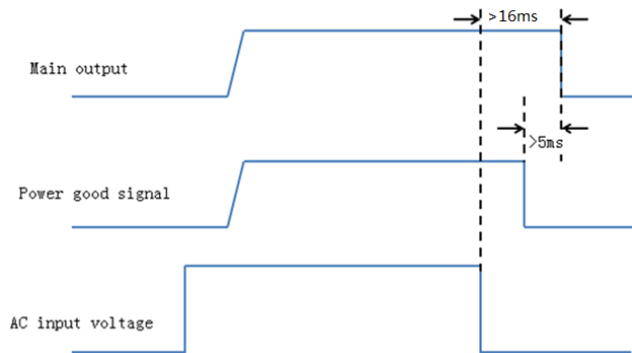 >16ms
Main output
>5ms
Power good signal
AC input voltage